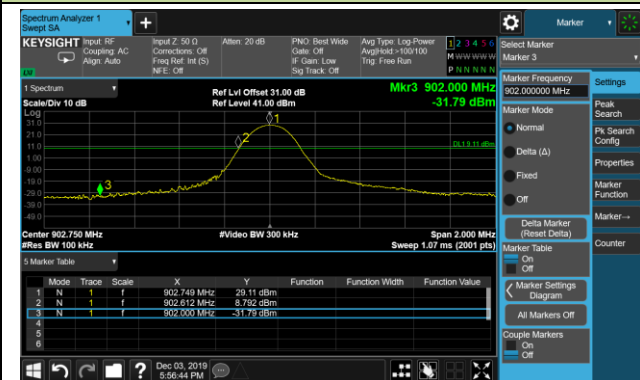 Spectrum Analyzer 1
Swept SA
+
Marker
KEYSIGHT
Input: RF
Coupling: AC
Align: Auto
Input Z: 50 Ω
Corrections: Off
Freq Ref: Int (S)
NFE: Off
Atten: 20 dB
PNO: Best Wide
Gate: Off
IF Gain: Low
Sig Track: Off
Avg Type: Log-Power
Avg|Hold:>100/100
Trig: Free Run
1 2 3 4 5 6
M W W W W W
P N N N N N
Select Marker
Marker 3
LU
1 Spectrum
Scale/Div 10 dB
Log
Ref Lvl Offset 31.00 dB
Ref Level 41.00 dBm
Mkr3 902.000 MHz
-31.79 dBm
31.0
21.0
11.0
1.00
-9.00
-19.0
-29.0
-39.0
-49.0
1
2
3
DL1 9.11 dBm
Center 902.750 MHz
#Res BW 100 kHz
#Video BW 300 kHz
Span 2.000 MHz
Sweep 1.07 ms (2001 pts)
5 Marker Table
Mode Trace Scale X Y Function Function Width Function Value
1 N 1 f 902.749 MHz 29.11 dBm
2 N 1 f 902.612 MHz 8.792 dBm
3 N 1 f 902.000 MHz -31.79 dBm
4
5
6
Marker Frequency
902.000000 MHz
Marker Mode
Normal
Delta (Δ)
Fixed
Off
Delta Marker
(Reset Delta)
Marker Table
On
Off
Marker Settings
Diagram
All Markers Off
Couple Markers
On
Off
Settings
Peak
Search
Pk Search
Config
Properties
Marker
Function
Marker→
Counter
?
Dec 03, 2019
5:56:44 PM